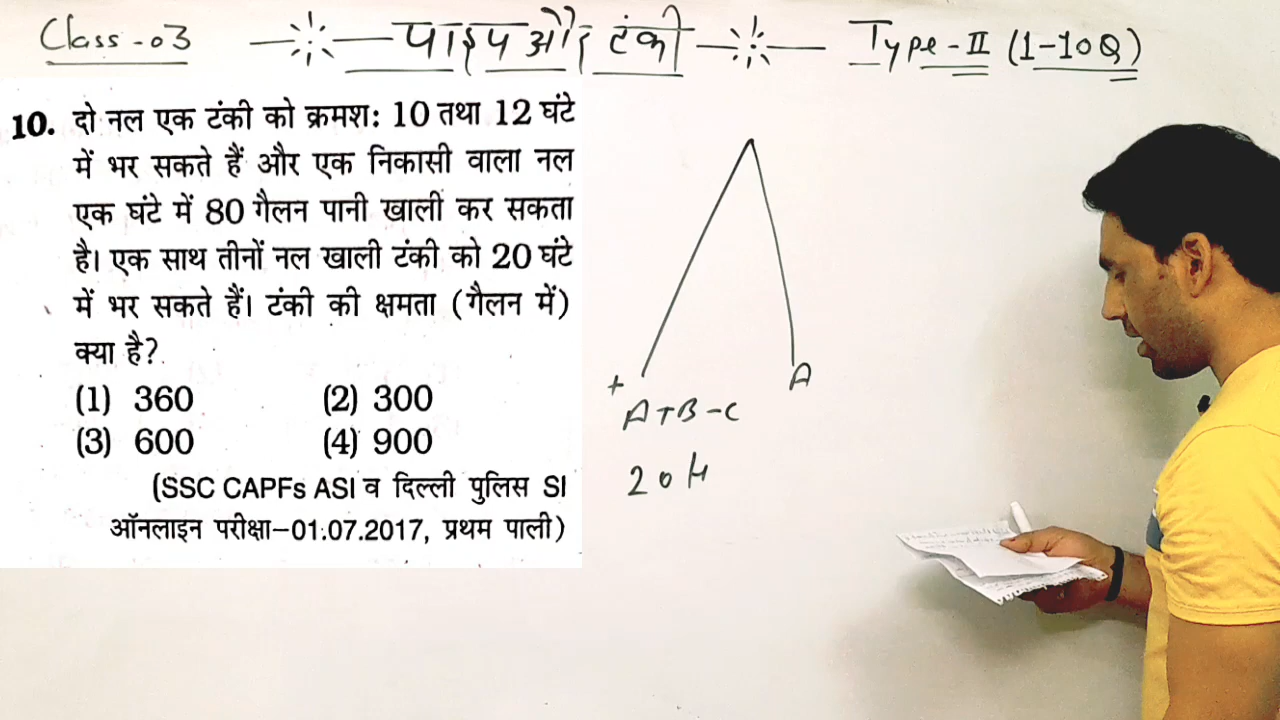 Class-03 पाइप और टंकी Type-II (1-10Q)
10. दो नल एक टंकी को क्रमश: 10 तथा 12 घंटे
में भर सकते हैं और एक निकासी वाला नल
एक घंटे में 80 गैलन पानी खाली कर सकता
है। एक साथ तीनों नल खाली टंकी को 20 घंटे
में भर सकते हैं। टंकी की क्षमता (गैलन में)
क्या है?
(1) 360 (2) 300
(3) 600 (4) 900
(SSC CAPFs ASI व दिल्ली पुलिस SI
ऑनलाइन परीक्षा-01.07.2017, प्रथम पाली)
+ A
A+B-C
20H